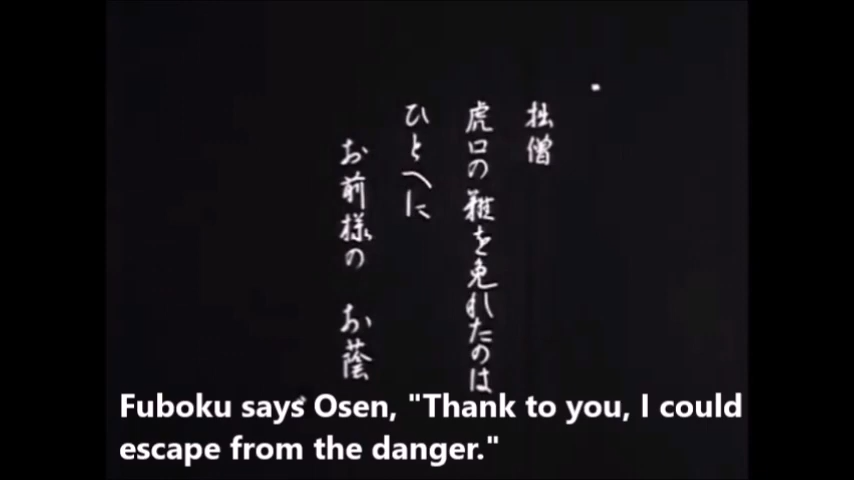 拙僧
虎口の難を免れたのは
ひとへに
お前様の お蔭
Fuboku says Osen, "Thank to you, I could
escape from the danger."